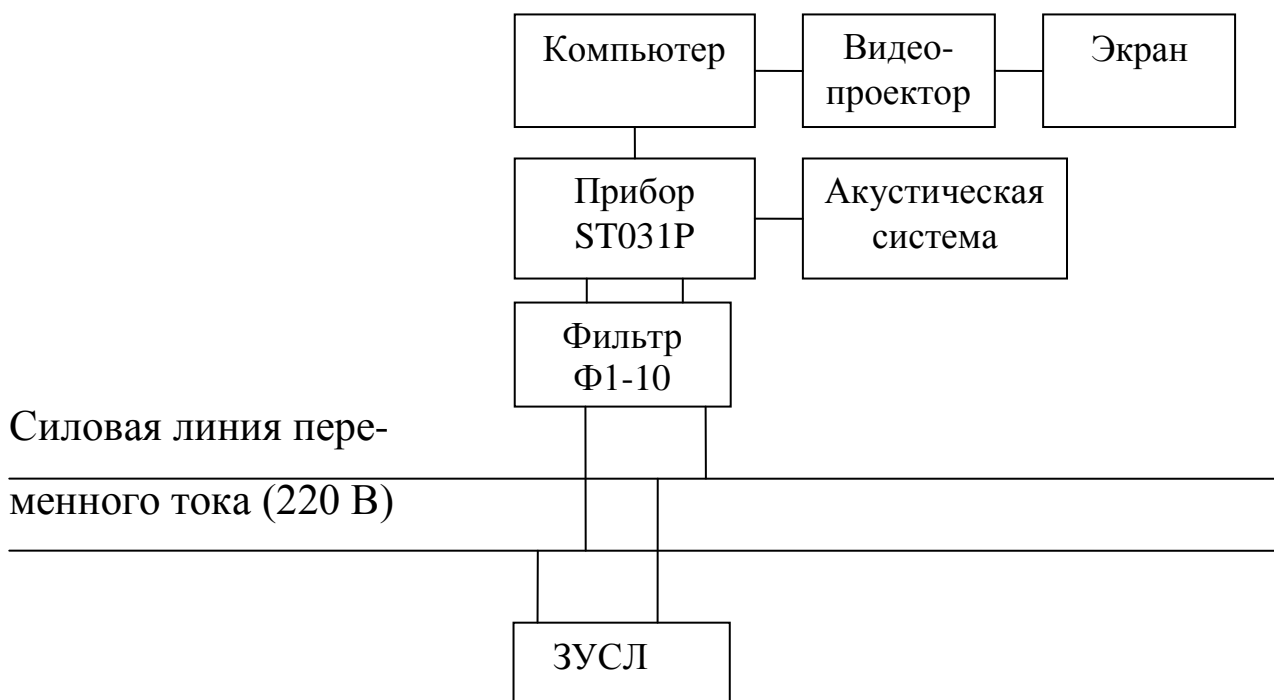 Компьютер
Видео-
проектор
Экран
Прибор
ST031P
Акустическая
система
Фильтр
Ф1-10
Силовая линия пере-
менного тока (220 В)
ЗУСЛ